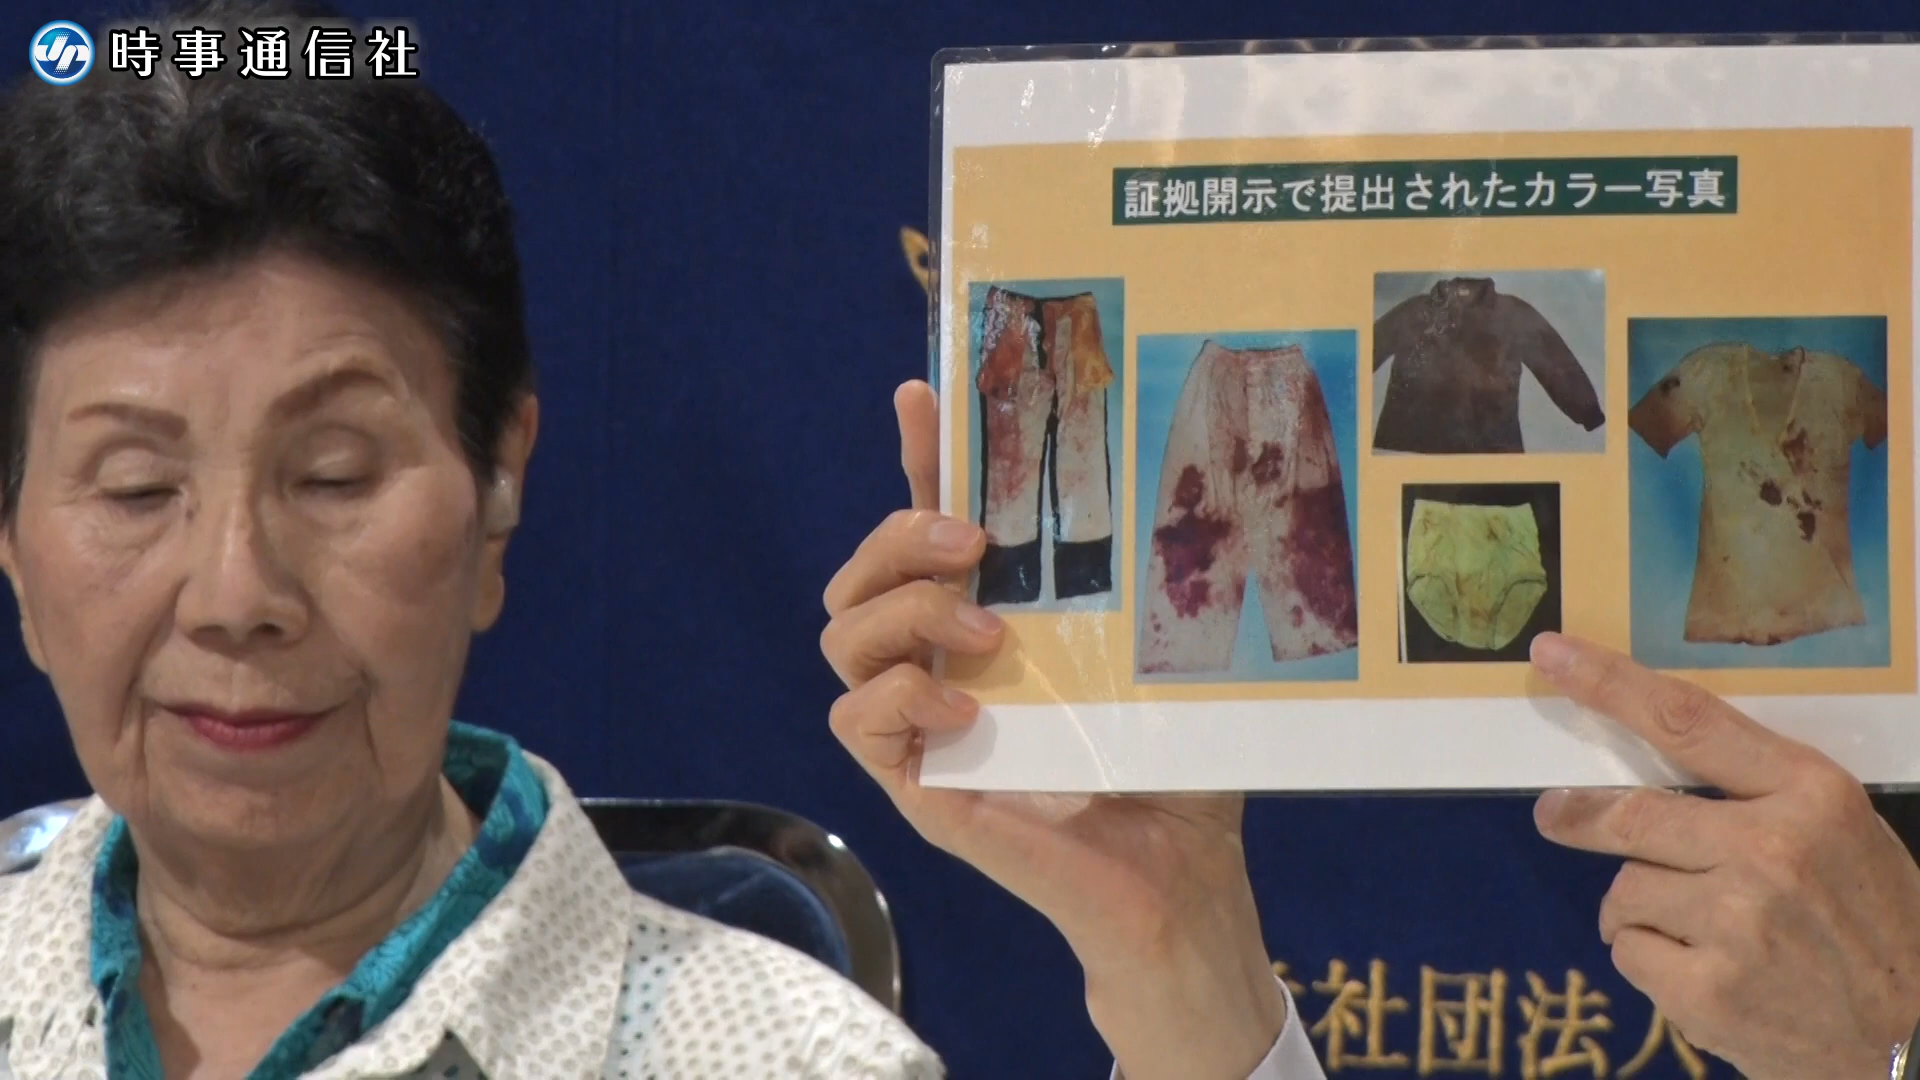 時事通信社
証拠開示で提出されたカラー写真
社団法人